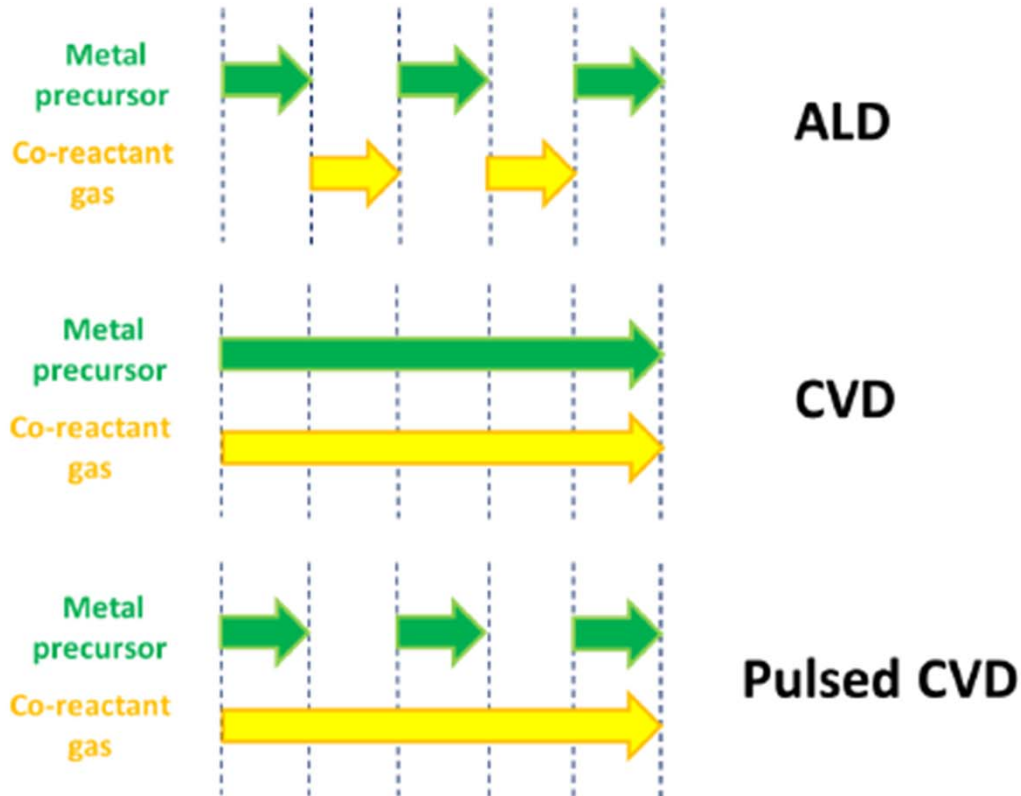 Metal
precursor
Co-reactant
gas
ALD
Metal
precursor
Co-reactant
gas
CVD
Metal
precursor
Co-reactant
gas
Pulsed CVD